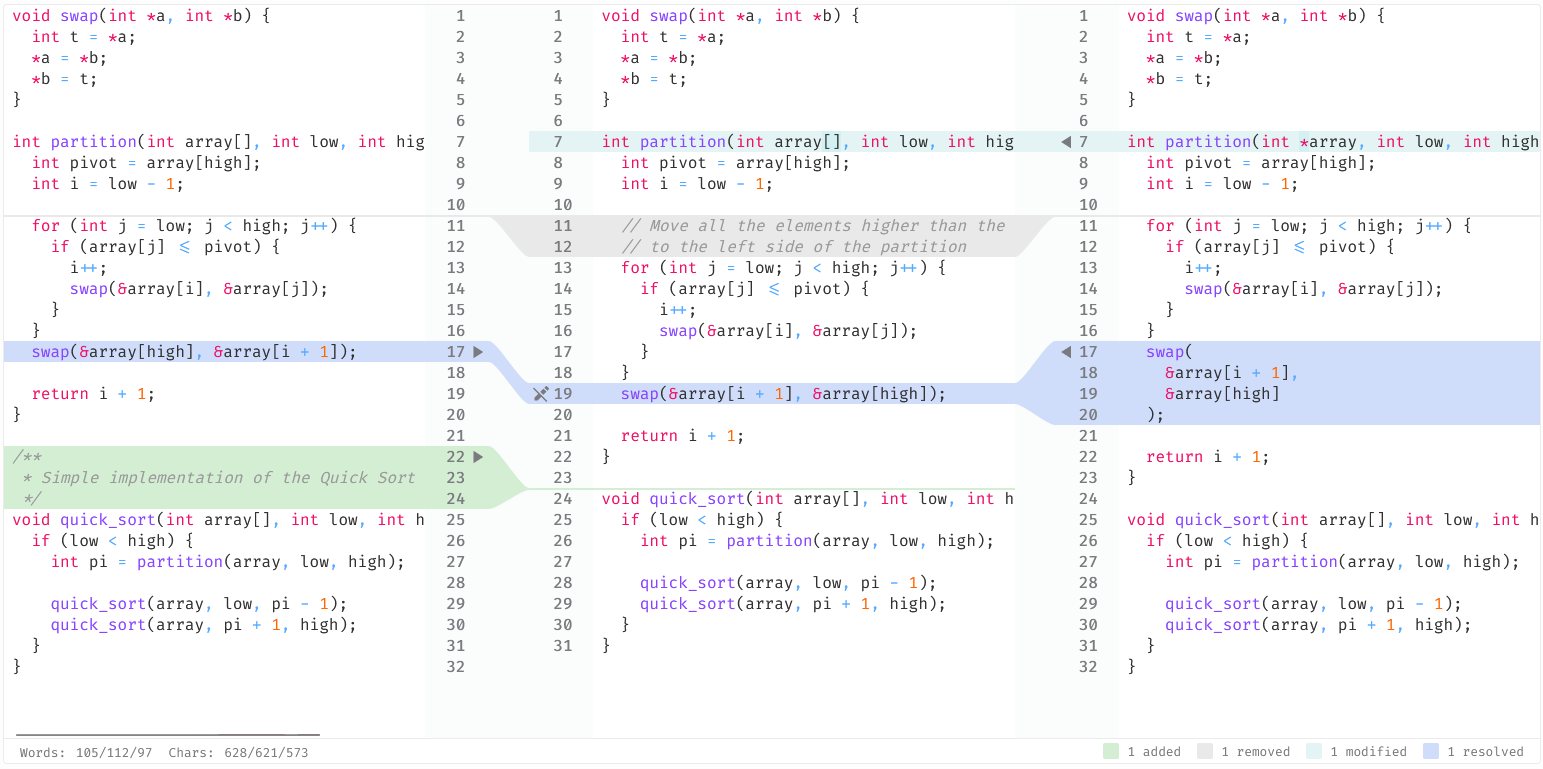 void swap(int *a, int *b) {
  int t = *a;
  *a = *b;
  *b = t;
}

int partition(int array[], int low, int hig
  int pivot = array[high];
  int i = low - 1;

  for (int j = low; j < high; j++) {
    if (array[j] <= pivot) {
      i++;
      swap(&array[i], &array[j]);
    }
  }
  swap(&array[high], &array[i + 1]);

  return i + 1;
}

/**
 * Simple implementation of the Quick Sort
 */
void quick_sort(int array[], int low, int h
  if (low < high) {
    int pi = partition(array, low, high);

    quick_sort(array, low, pi - 1);
    quick_sort(array, pi + 1, high);
  }
}
1
2
3
4
5
6
7
8
9
10
11
12
13
14
15
16
17
18
19
20
21
22
23
24
25
26
27
28
29
30
31
32
1
2
3
4
5
6
7
8
9
10
11
12
13
14
15
16
17
18
19
20
21
22
23
24
25
26
27
28
29
30
31
void swap(int *a, int *b) {
  int t = *a;
  *a = *b;
  *b = t;
}

int partition(int array[], int low, int hig
  int pivot = array[high];
  int i = low - 1;

  // Move all the elements higher than the
  // to the left side of the partition
  for (int j = low; j < high; j++) {
    if (array[j] <= pivot) {
      i++;
      swap(&array[i], &array[j]);
    }
  }
  swap(&array[i + 1], &array[high]);

  return i + 1;
}

void quick_sort(int array[], int low, int h
  if (low < high) {
    int pi = partition(array, low, high);

    quick_sort(array, low, pi - 1);
    quick_sort(array, pi + 1, high);
  }
}
1
2
3
4
5
6
7
8
9
10
11
12
13
14
15
16
17
18
19
20
21
22
23
24
25
26
27
28
29
30
31
32
void swap(int *a, int *b) {
  int t = *a;
  *a = *b;
  *b = t;
}

int partition(int *array, int low, int high
  int pivot = array[high];
  int i = low - 1;

  for (int j = low; j < high; j++) {
    if (array[j] <= pivot) {
      i++;
      swap(&array[i], &array[j]);
    }
  }
  swap(
    &array[i + 1],
    &array[high]
  );

  return i + 1;
}

void quick_sort(int array[], int low, int h
  if (low < high) {
    int pi = partition(array, low, high);

    quick_sort(array, low, pi - 1);
    quick_sort(array, pi + 1, high);
  }
}
Words: 105/112/97 Chars: 628/621/573
1 added 1 removed 1 modified 1 resolved